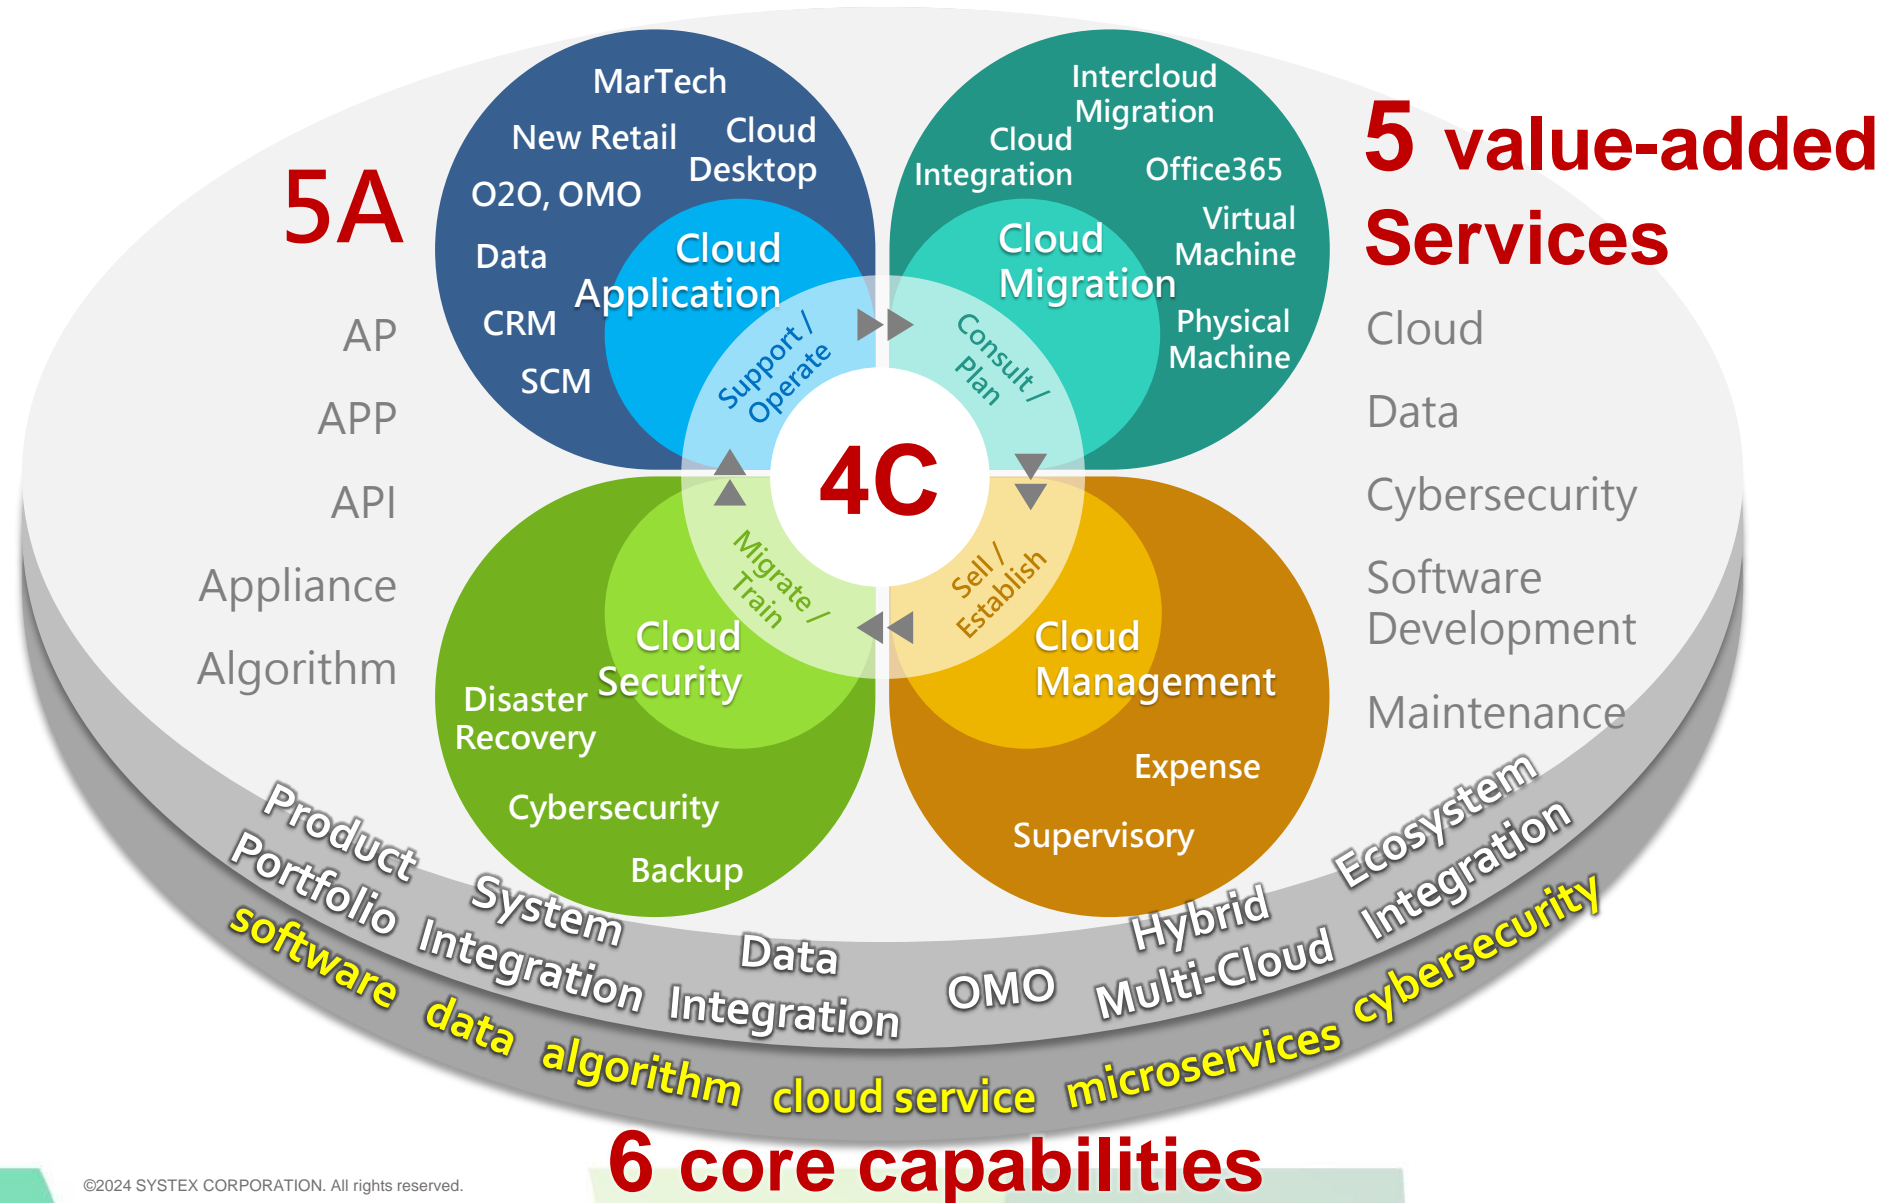 5A
AP
APP
API
Appliance
Algorithm
MarTech
New Retail
Cloud
Desktop
O2O, OMO
Data
CRM
SCM
Cloud
Application
Support /
Operate
Intercloud
Migration
Cloud
Integration
Office365
Virtual
Machine
Physical
Machine
Cloud
Migration
Consult /
Plan
4C
Migrate /
Train
Cloud
Security
Disaster
Recovery
Cybersecurity
Backup
Sell /
Establish
Cloud
Management
Expense
Supervisory
5 value-added
Services
Cloud
Data
Cybersecurity
Software
Development
Maintenance
Product
Portfolio
System
Integration
Data
Integration
OMO
Hybrid
Multi-Cloud
Ecosystem
Integration
software
data
algorithm
cloud service
microservices
cybersecurity
6 core capabilities
©2024 SYSTEX CORPORATION. All rights reserved.